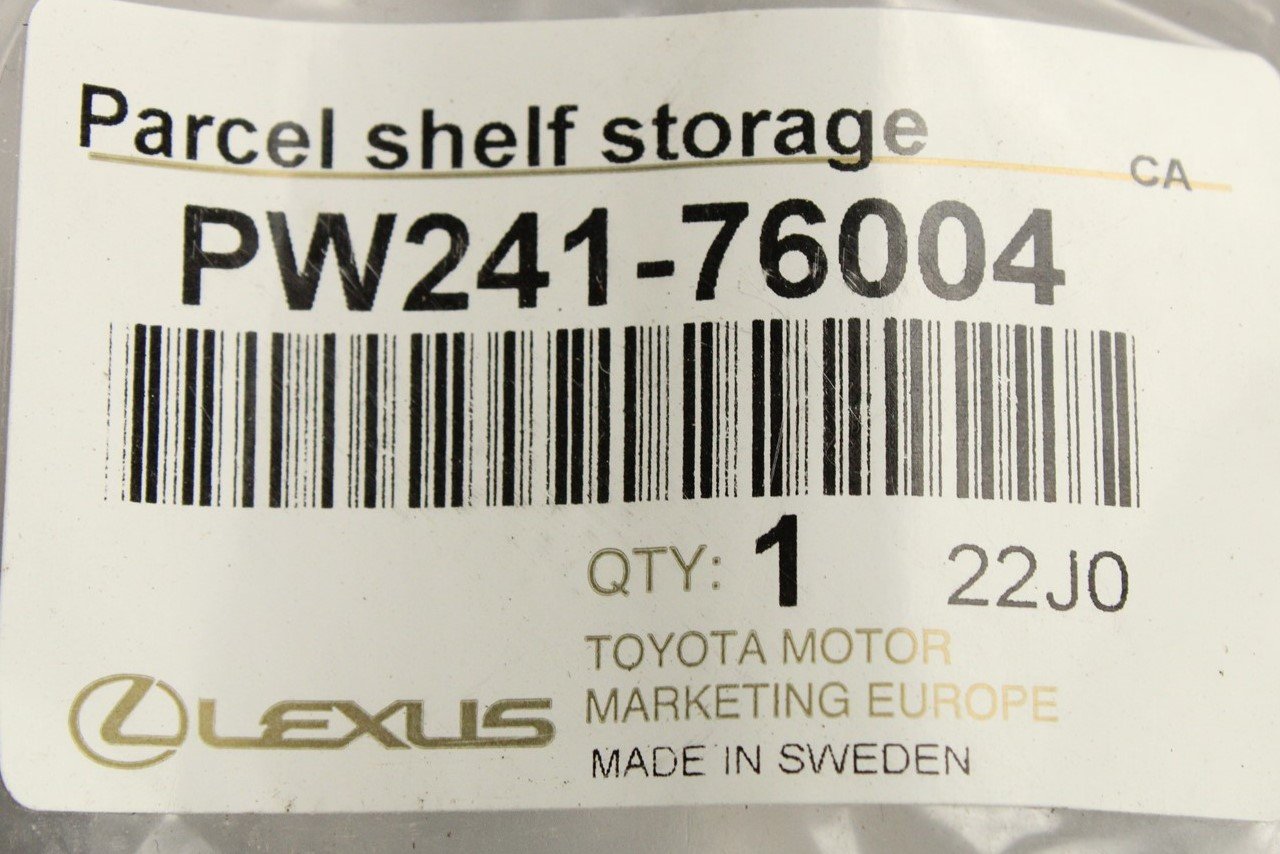 Parcel shelf storage
CA
PW241-76004
QTY: 1 22J0
TOYOTA MOTOR
MARKETING EUROPE
LEXUS
MADE IN SWEDEN